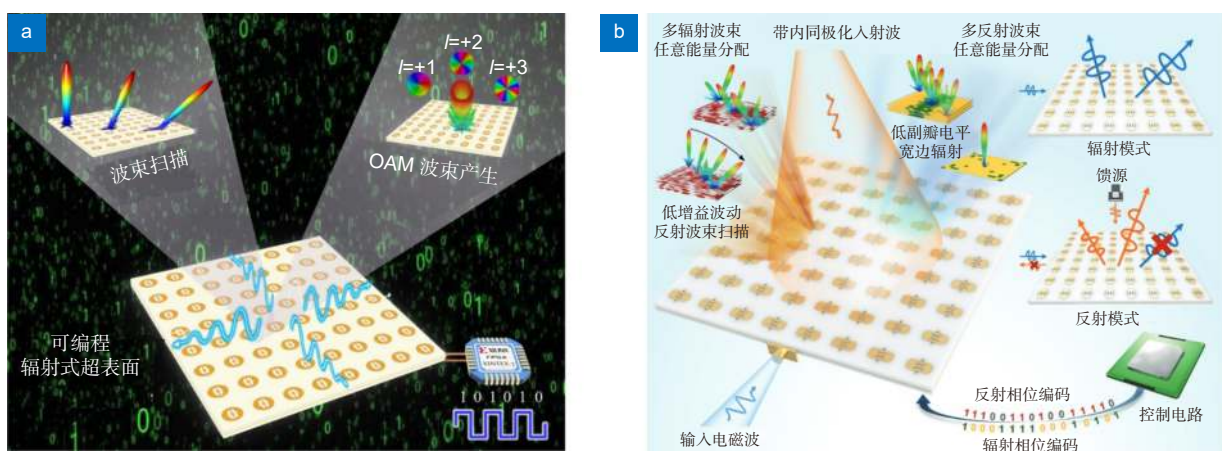 a
l=+2
l=+1
l=+3
波束扫描
OAM 波束产生
可编程
辐射式超表面
FPGA
1 0 1 0 1 0
b
多辐射波束
任意能量分配
带内同极化入射波
多反射波束
任意能量分配
低副瓣电平
宽边辐射
辐射模式
馈源
低增益波动
反射波束扫描
反射模式
反射相位编码
11100110100111110
控制电路
输入电磁波
辐射相位编码